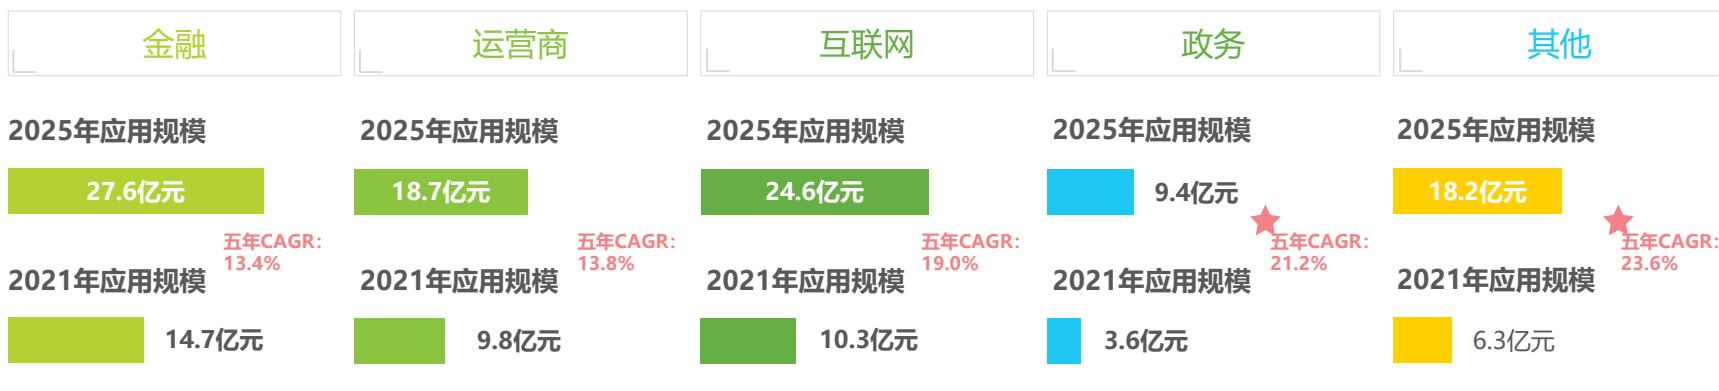 金融
2025年应用规模
27.6亿元
五年CAGR:
13.4%
2021年应用规模
14.7亿元
运营商
2025年应用规模
18.7亿元
五年CAGR:
13.8%
2021年应用规模
9.8亿元
互联网
2025年应用规模
24.6亿元
五年CAGR:
19.0%
2021年应用规模
10.3亿元
政务
2025年应用规模
9.4亿元
五年CAGR:
21.2%
2021年应用规模
3.6亿元
其他
2025年应用规模
18.2亿元
五年CAGR:
23.6%
2021年应用规模
6.3亿元